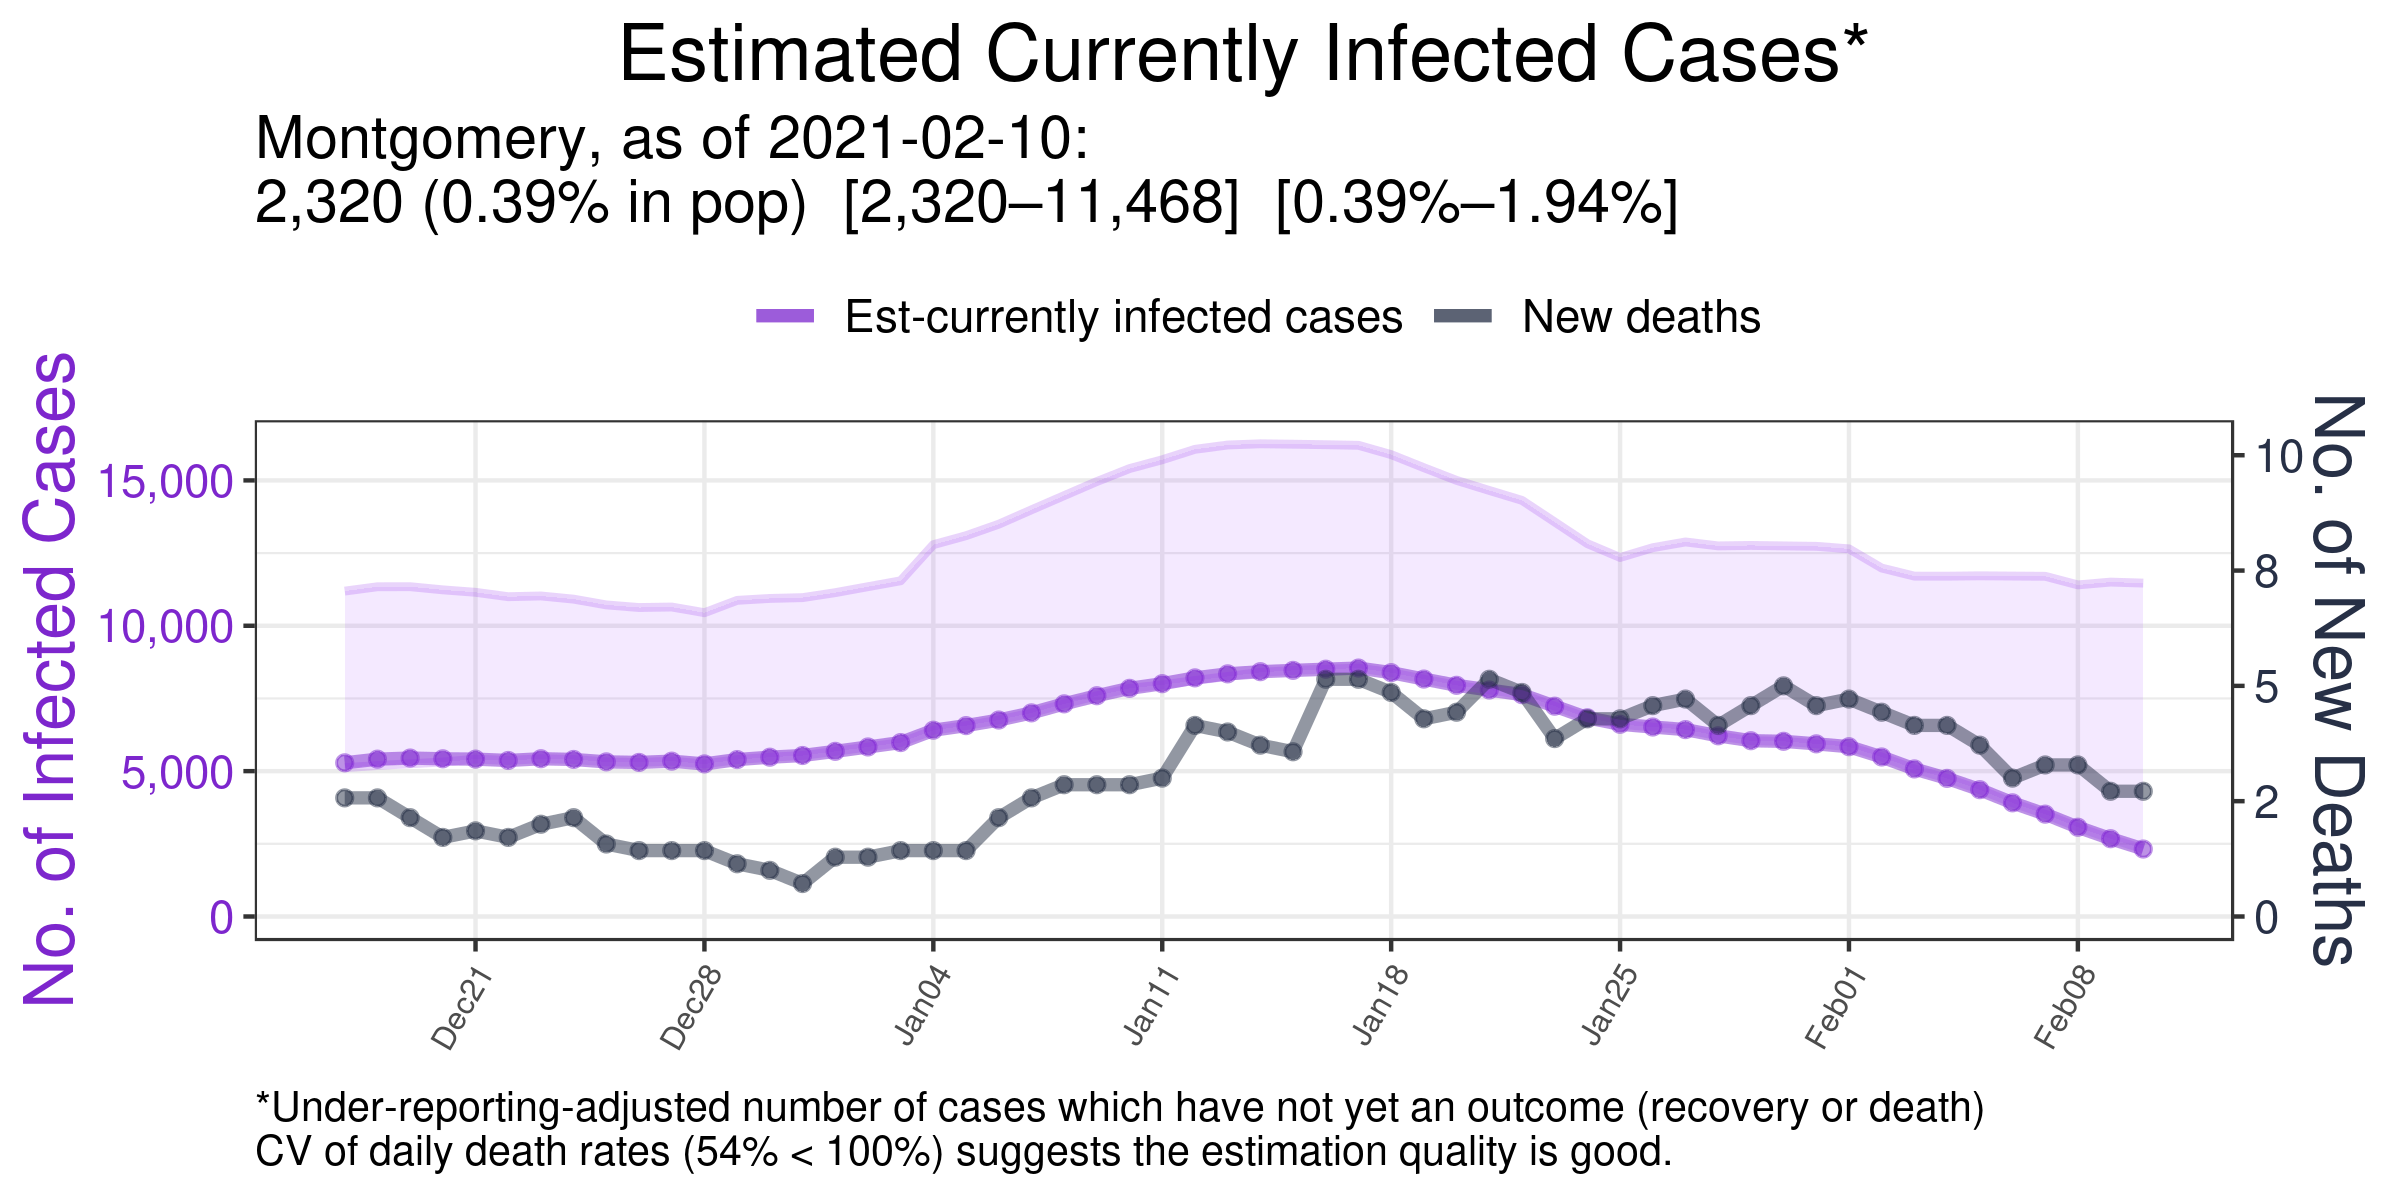 Estimated Currently Infected Cases*
Montgomery, as of 2021-02-10:
2,320 (0.39% in pop) [2,320–11,468] [0.39%–1.94%]
Est-currently infected cases
New deaths
No. of Infected Cases
15,000
10,000
5,000
0
10
8
5
2
0
No. of New Deaths
Dec21
Dec28
Jan04
Jan11
Jan18
Jan25
Feb01
Feb08
*Under-reporting-adjusted number of cases which have not yet an outcome (recovery or death)
CV of daily death rates (54% < 100%) suggests the estimation quality is good.